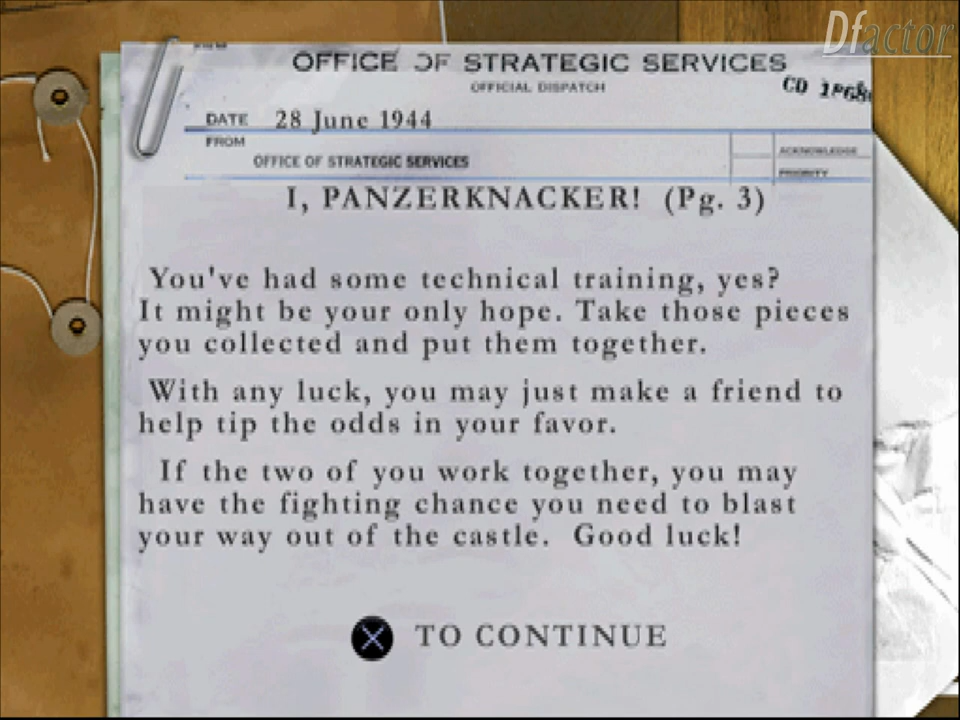 Dfactor
OFFICE OF STRATEGIC SERVICES
OFFICIAL DISPATCH
DATE 28 June 1944
FROM
OFFICE OF STRATEGIC SERVICES
ACKNOWLEDGE
PRIORITY
I, PANZERKNACKER! (Pg. 3)
You've had some technical training, yes?
It might be your only hope. Take those pieces
you collected and put them together.
With any luck, you may just make a friend to
help tip the odds in your favor.
If the two of you work together, you may
have the fighting chance you need to blast
your way out of the castle. Good luck!
TO CONTINUE